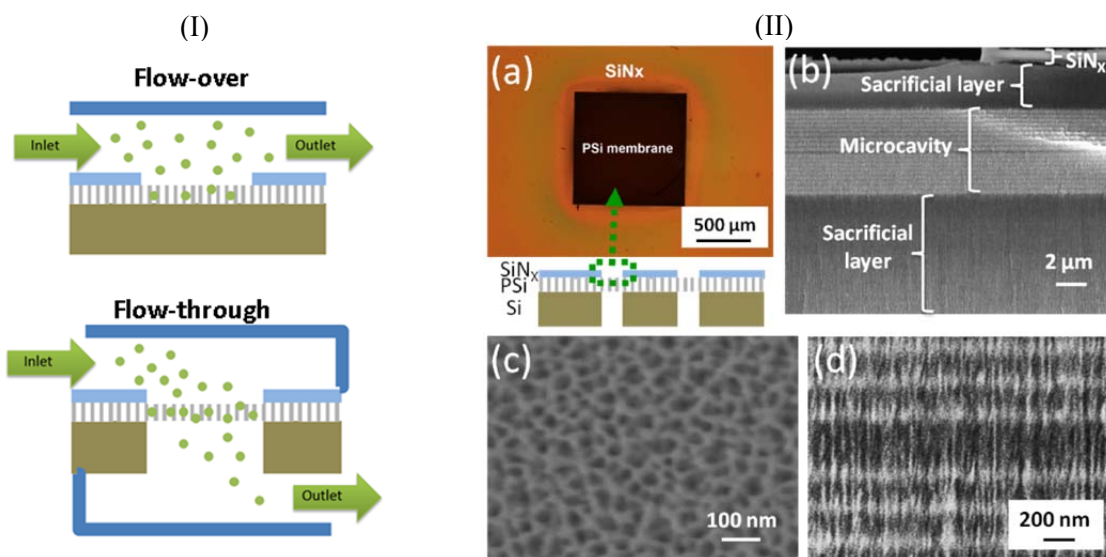 (I)
Flow-over
Inlet
Outlet
Flow-through
Inlet
Outlet
(II)
(a)
SiNx
PSi membrane
500 µm
SiNX
PSi
Si
(b)
SiNX
Sacrificial layer
Microcavity
Sacrificial
layer
2 µm
(c)
100 nm
(d)
200 nm